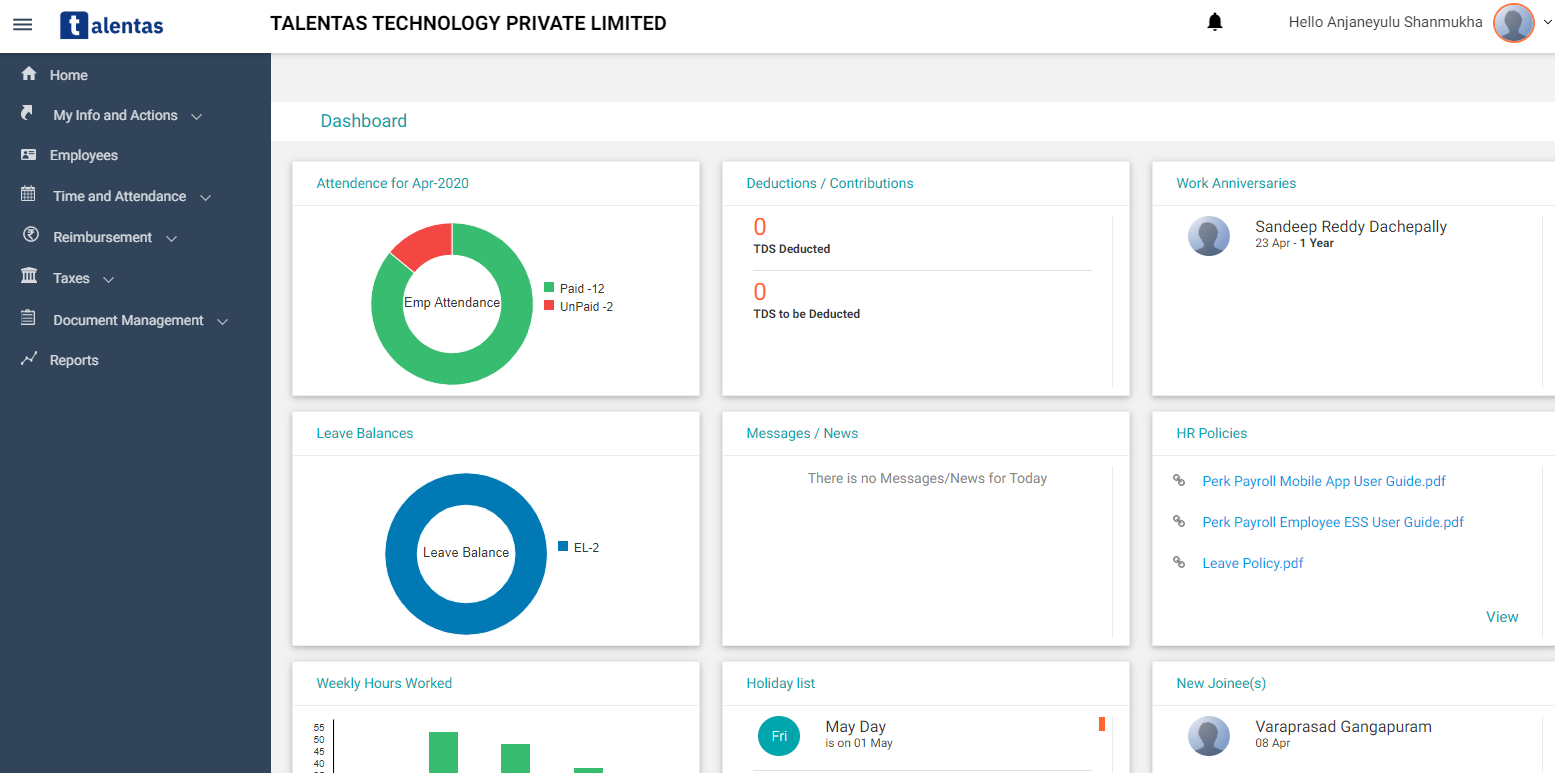 talentas
TALENTAS TECHNOLOGY PRIVATE LIMITED
Hello Anjaneyulu Shanmukha
Home
My Info and Actions
Employees
Time and Attendance
Reimbursement
Taxes
Document Management
Reports
Dashboard
Attendence for Apr-2020
Emp Attendance
Paid -12
UnPaid -2
Deductions / Contributions
0
TDS Deducted
0
TDS to be Deducted
Work Anniversaries
Sandeep Reddy Dachepally
23 Apr - 1 Year
Leave Balances
Leave Balance
EL-2
Messages / News
There is no Messages/News for Today
HR Policies
Perk Payroll Mobile App User Guide.pdf
Perk Payroll Employee ESS User Guide.pdf
Leave Policy.pdf
View
Weekly Hours Worked
55
50
45
40
Holiday list
Fri
May Day
is on 01 May
New Joinee(s)
Varaprasad Gangapuram
08 Apr